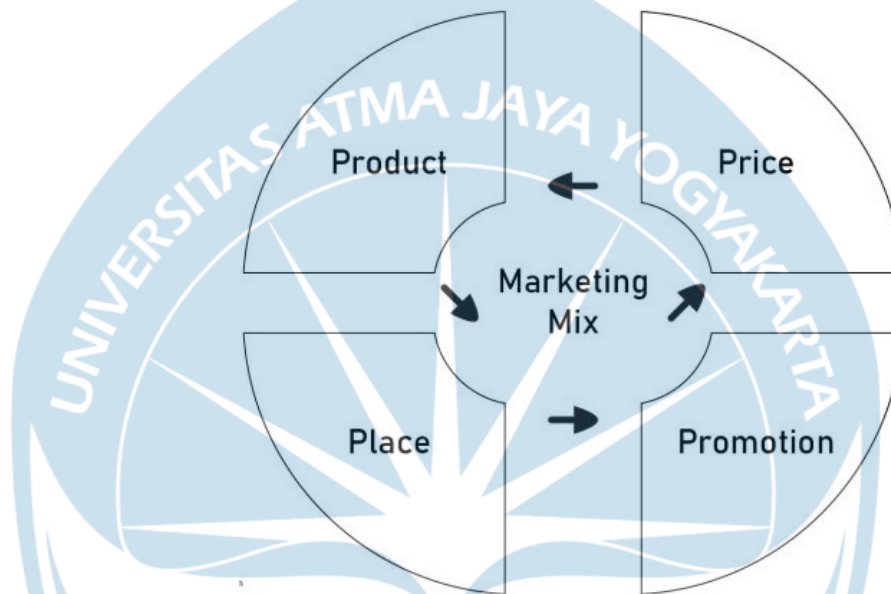 UNIVERSITAS ATMA JAYA YOGYAKARTA
Product
Price
Marketing
Mix
Place
Promotion